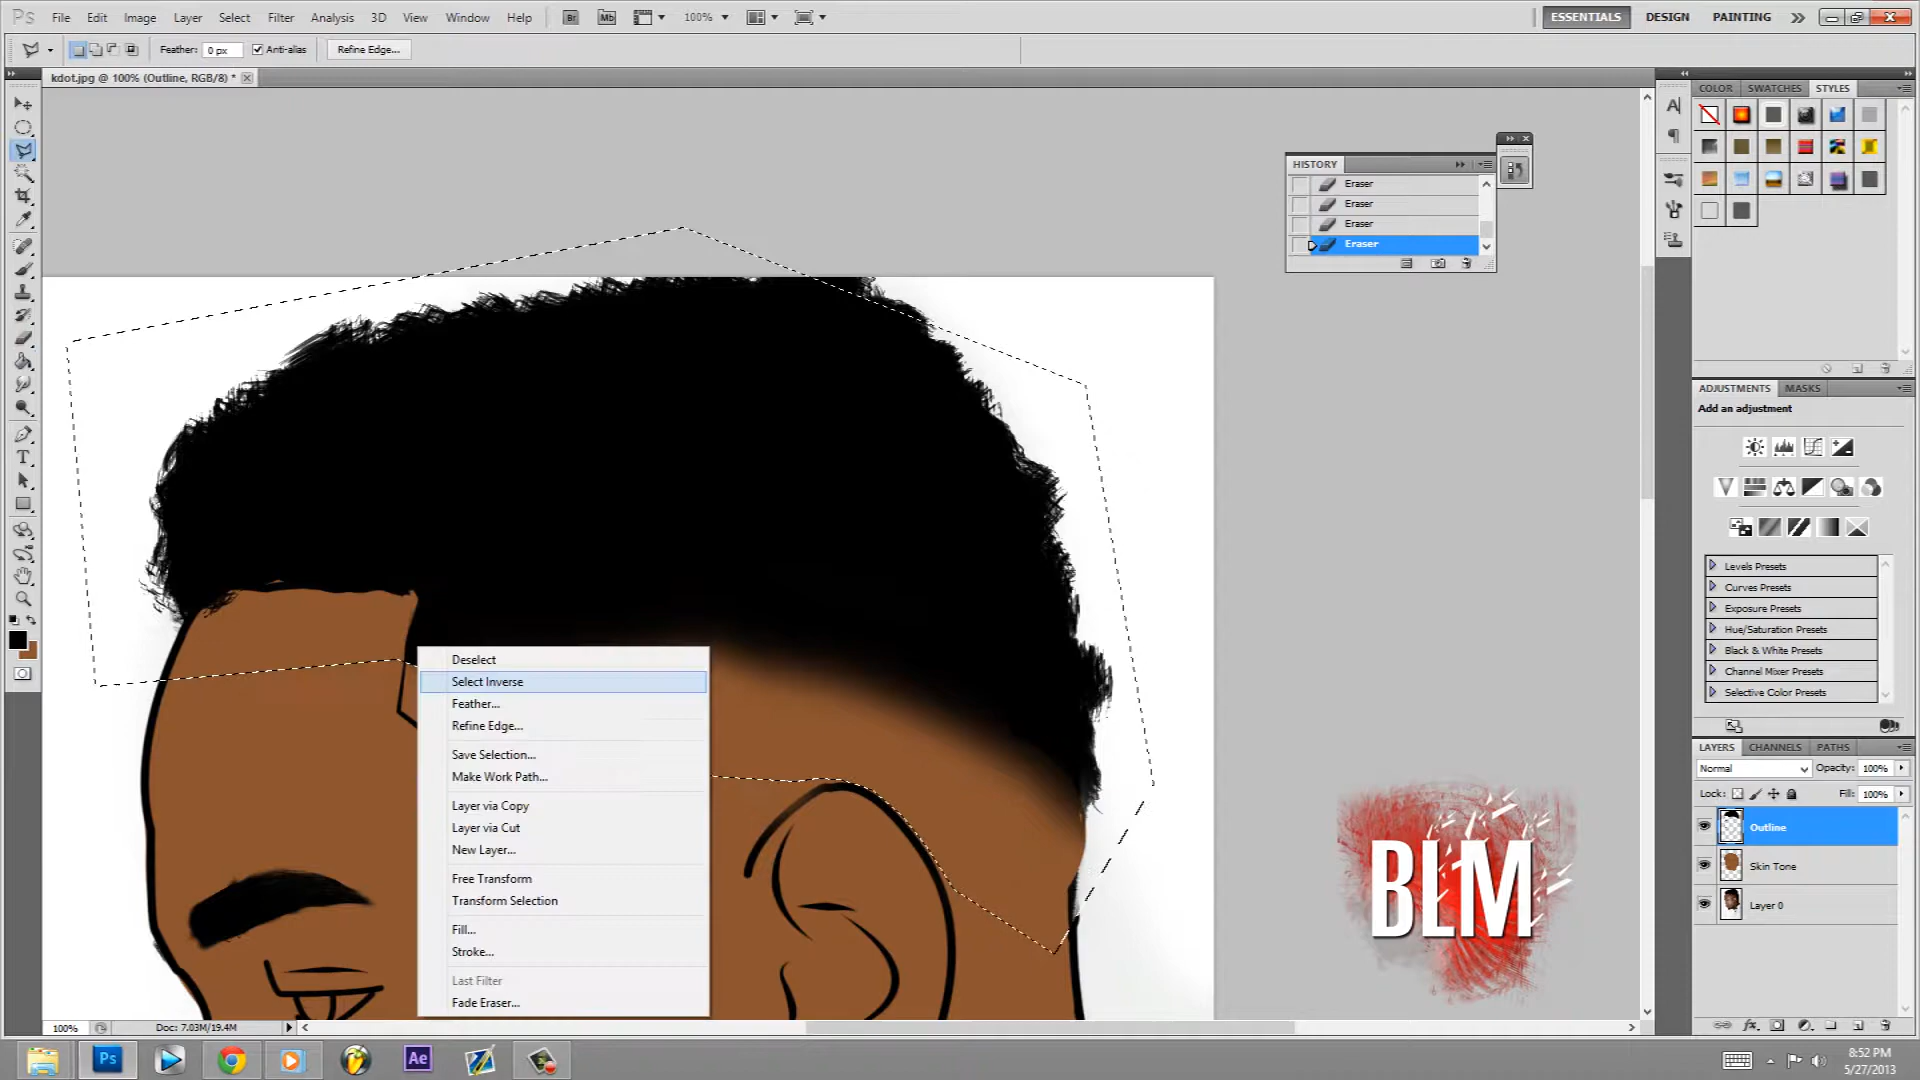 Ps File Edit Image Layer Select Filter Analysis 3D View Window Help Br Mb 100% ESSENTIALS DESIGN PAINTING
Feather: 0 px Anti-alias Refine Edge...
kdot.jpg @ 100% (Outline, RGB/8) *
COLOR SWATCHES STYLES
HISTORY
Eraser
Eraser
Eraser
Eraser
ADJUSTMENTS MASKS
Add an adjustment
Levels Presets
Curves Presets
Exposure Presets
Hue/Saturation Presets
Black & White Presets
Channel Mixer Presets
Selective Color Presets
Deselect
Select Inverse
Feather...
Refine Edge...
Save Selection...
Make Work Path...
Layer via Copy
Layer via Cut
New Layer...
Free Transform
Transform Selection
Fill...
Stroke...
Last Filter
Fade Eraser...
LAYERS CHANNELS PATHS
Normal Opacity: 100%
Lock: Fill: 100%
Outline
Skin Tone
Layer 0
BLM
100% Doc: 7.03M/19.4M
Ps Ae
8:52 PM
5/27/2013